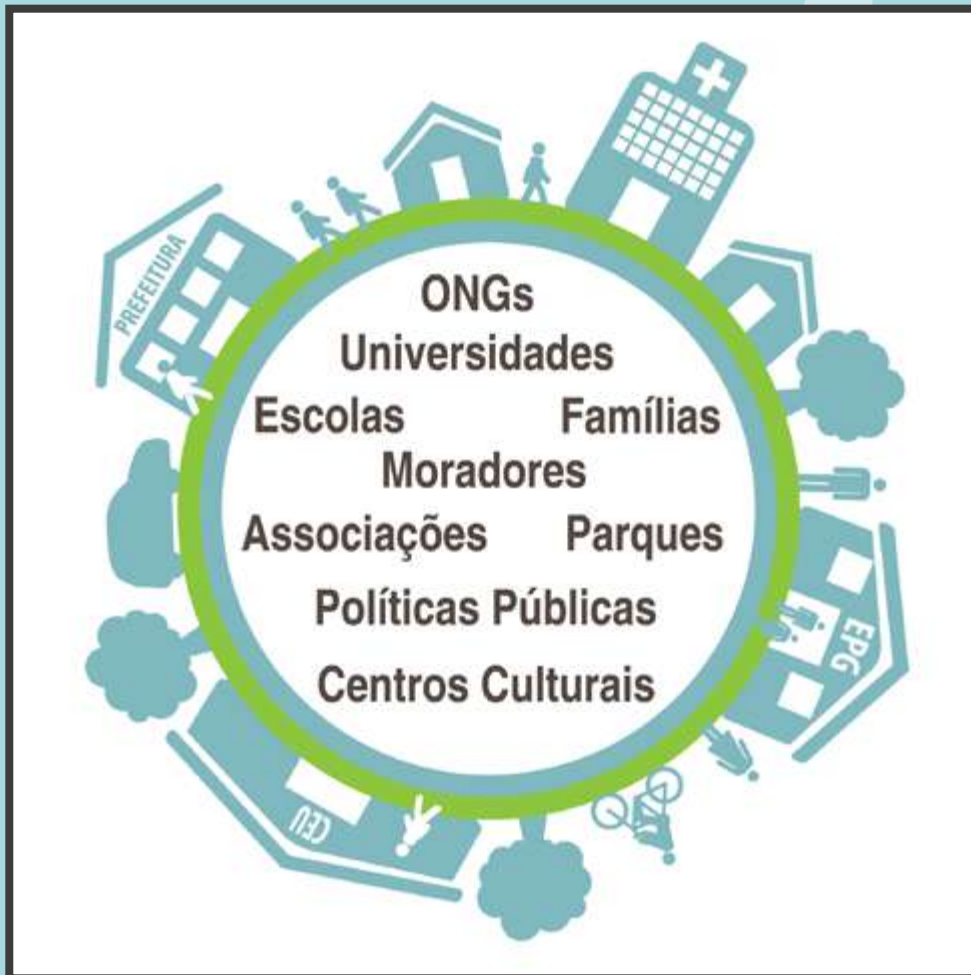 PREFEITURA
ONGs
Universidades
Escolas Famílias
Moradores
Associações Parques
Políticas Públicas
Centros Culturais
EPG
CEU